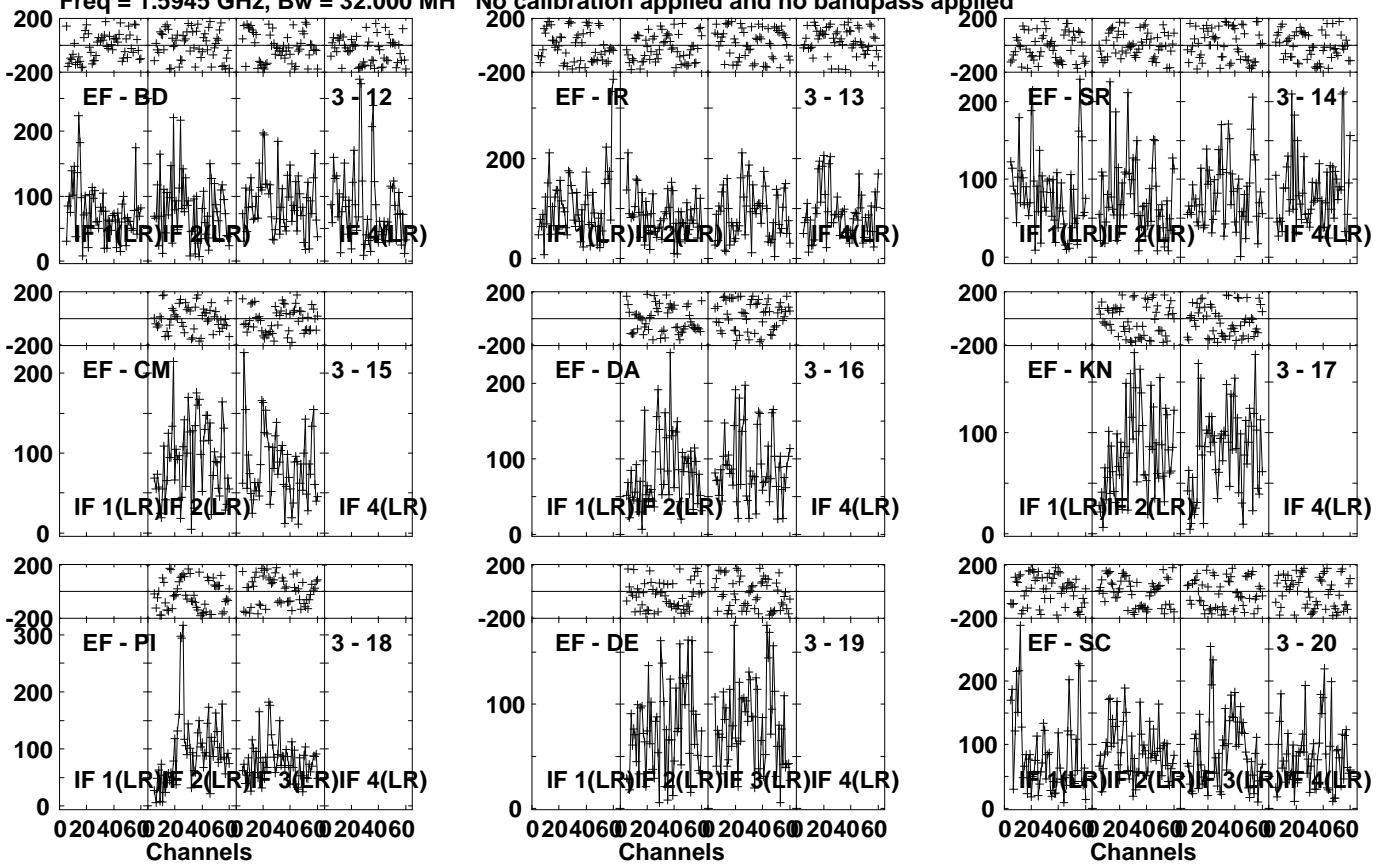 Freq = 1.5945 GHz, Bw = 32.000 MH No calibration applied and no bandpass applied
200 200 200
-200 -200 -200
EF - BD 3 - 12 EF - IR 3 - 13 EF - SR 3 - 14
200 200 200
100 100
IF 1(LR) IF 2(LR) IF 4(LR) IF 1(LR) IF 2(LR) IF 4(LR) IF 1(LR) IF 2(LR) IF 4(LR)
0 0 0
200 200 200
-200 -200 -200
EF - CM 3 - 15 EF - DA 3 - 16 EF - KN 3 - 17
200 200
100 100 100
IF 1(LR) IF 2(LR) IF 4(LR) IF 1(LR) IF 2(LR) IF 4(LR) IF 1(LR) IF 2(LR) IF 4(LR)
0 0 0
200 200 200
-200 -200 -200
300
EF - PI 3 - 18 EF - DE 3 - 19 EF - SC 3 - 20
200 200
100 100 100
IF 1(LR) IF 2(LR) IF 3(LR) IF 4(LR) IF 1(LR) IF 2(LR) IF 3(LR) IF 4(LR) IF 1(LR) IF 2(LR) IF 3(LR) IF 4(LR)
0 0 0
0 20 40 60 0 20 40 60 0 20 40 60 0 20 40 60 0 20 40 60 0 20 40 60 0 20 40 60 0 20 40 60 0 20 40 60 0 20 40 60 0 20 40 60 0 20 40 60
Channels Channels Channels